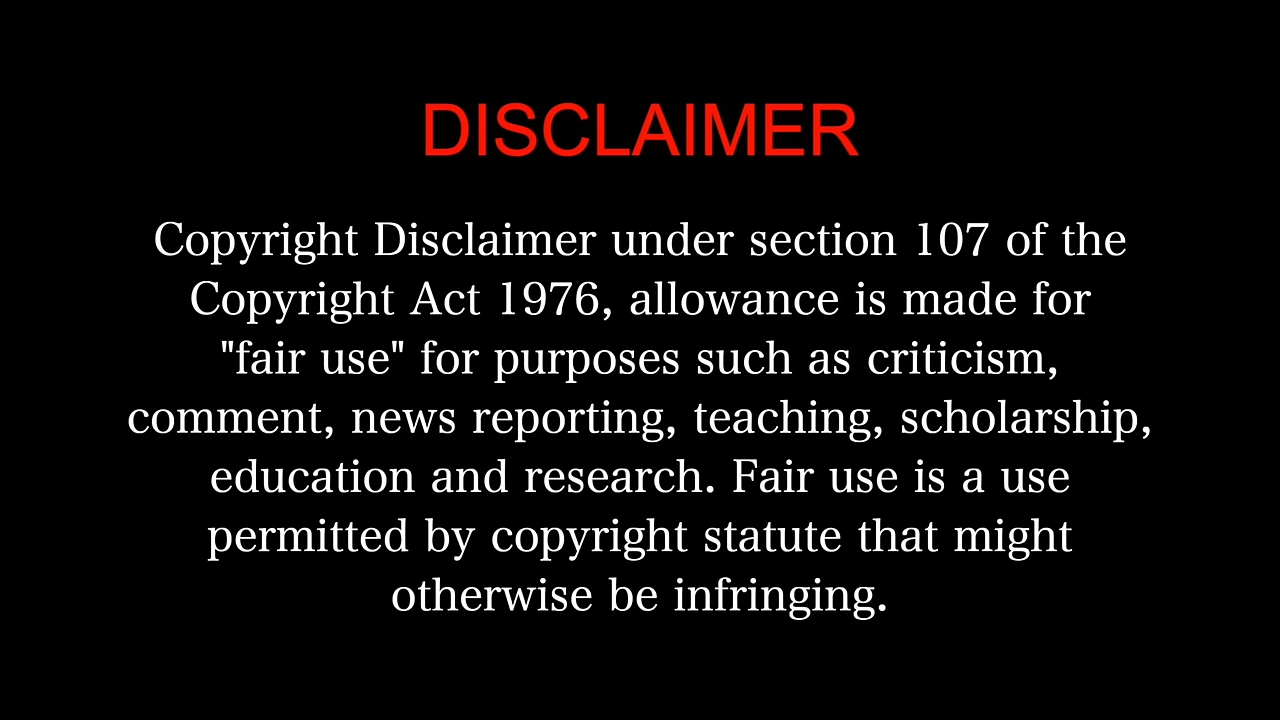 DISCLAIMER
Copyright Disclaimer under section 107 of the
Copyright Act 1976, allowance is made for
"fair use" for purposes such as criticism,
comment, news reporting, teaching, scholarship,
education and research. Fair use is a use
permitted by copyright statute that might
otherwise be infringing.